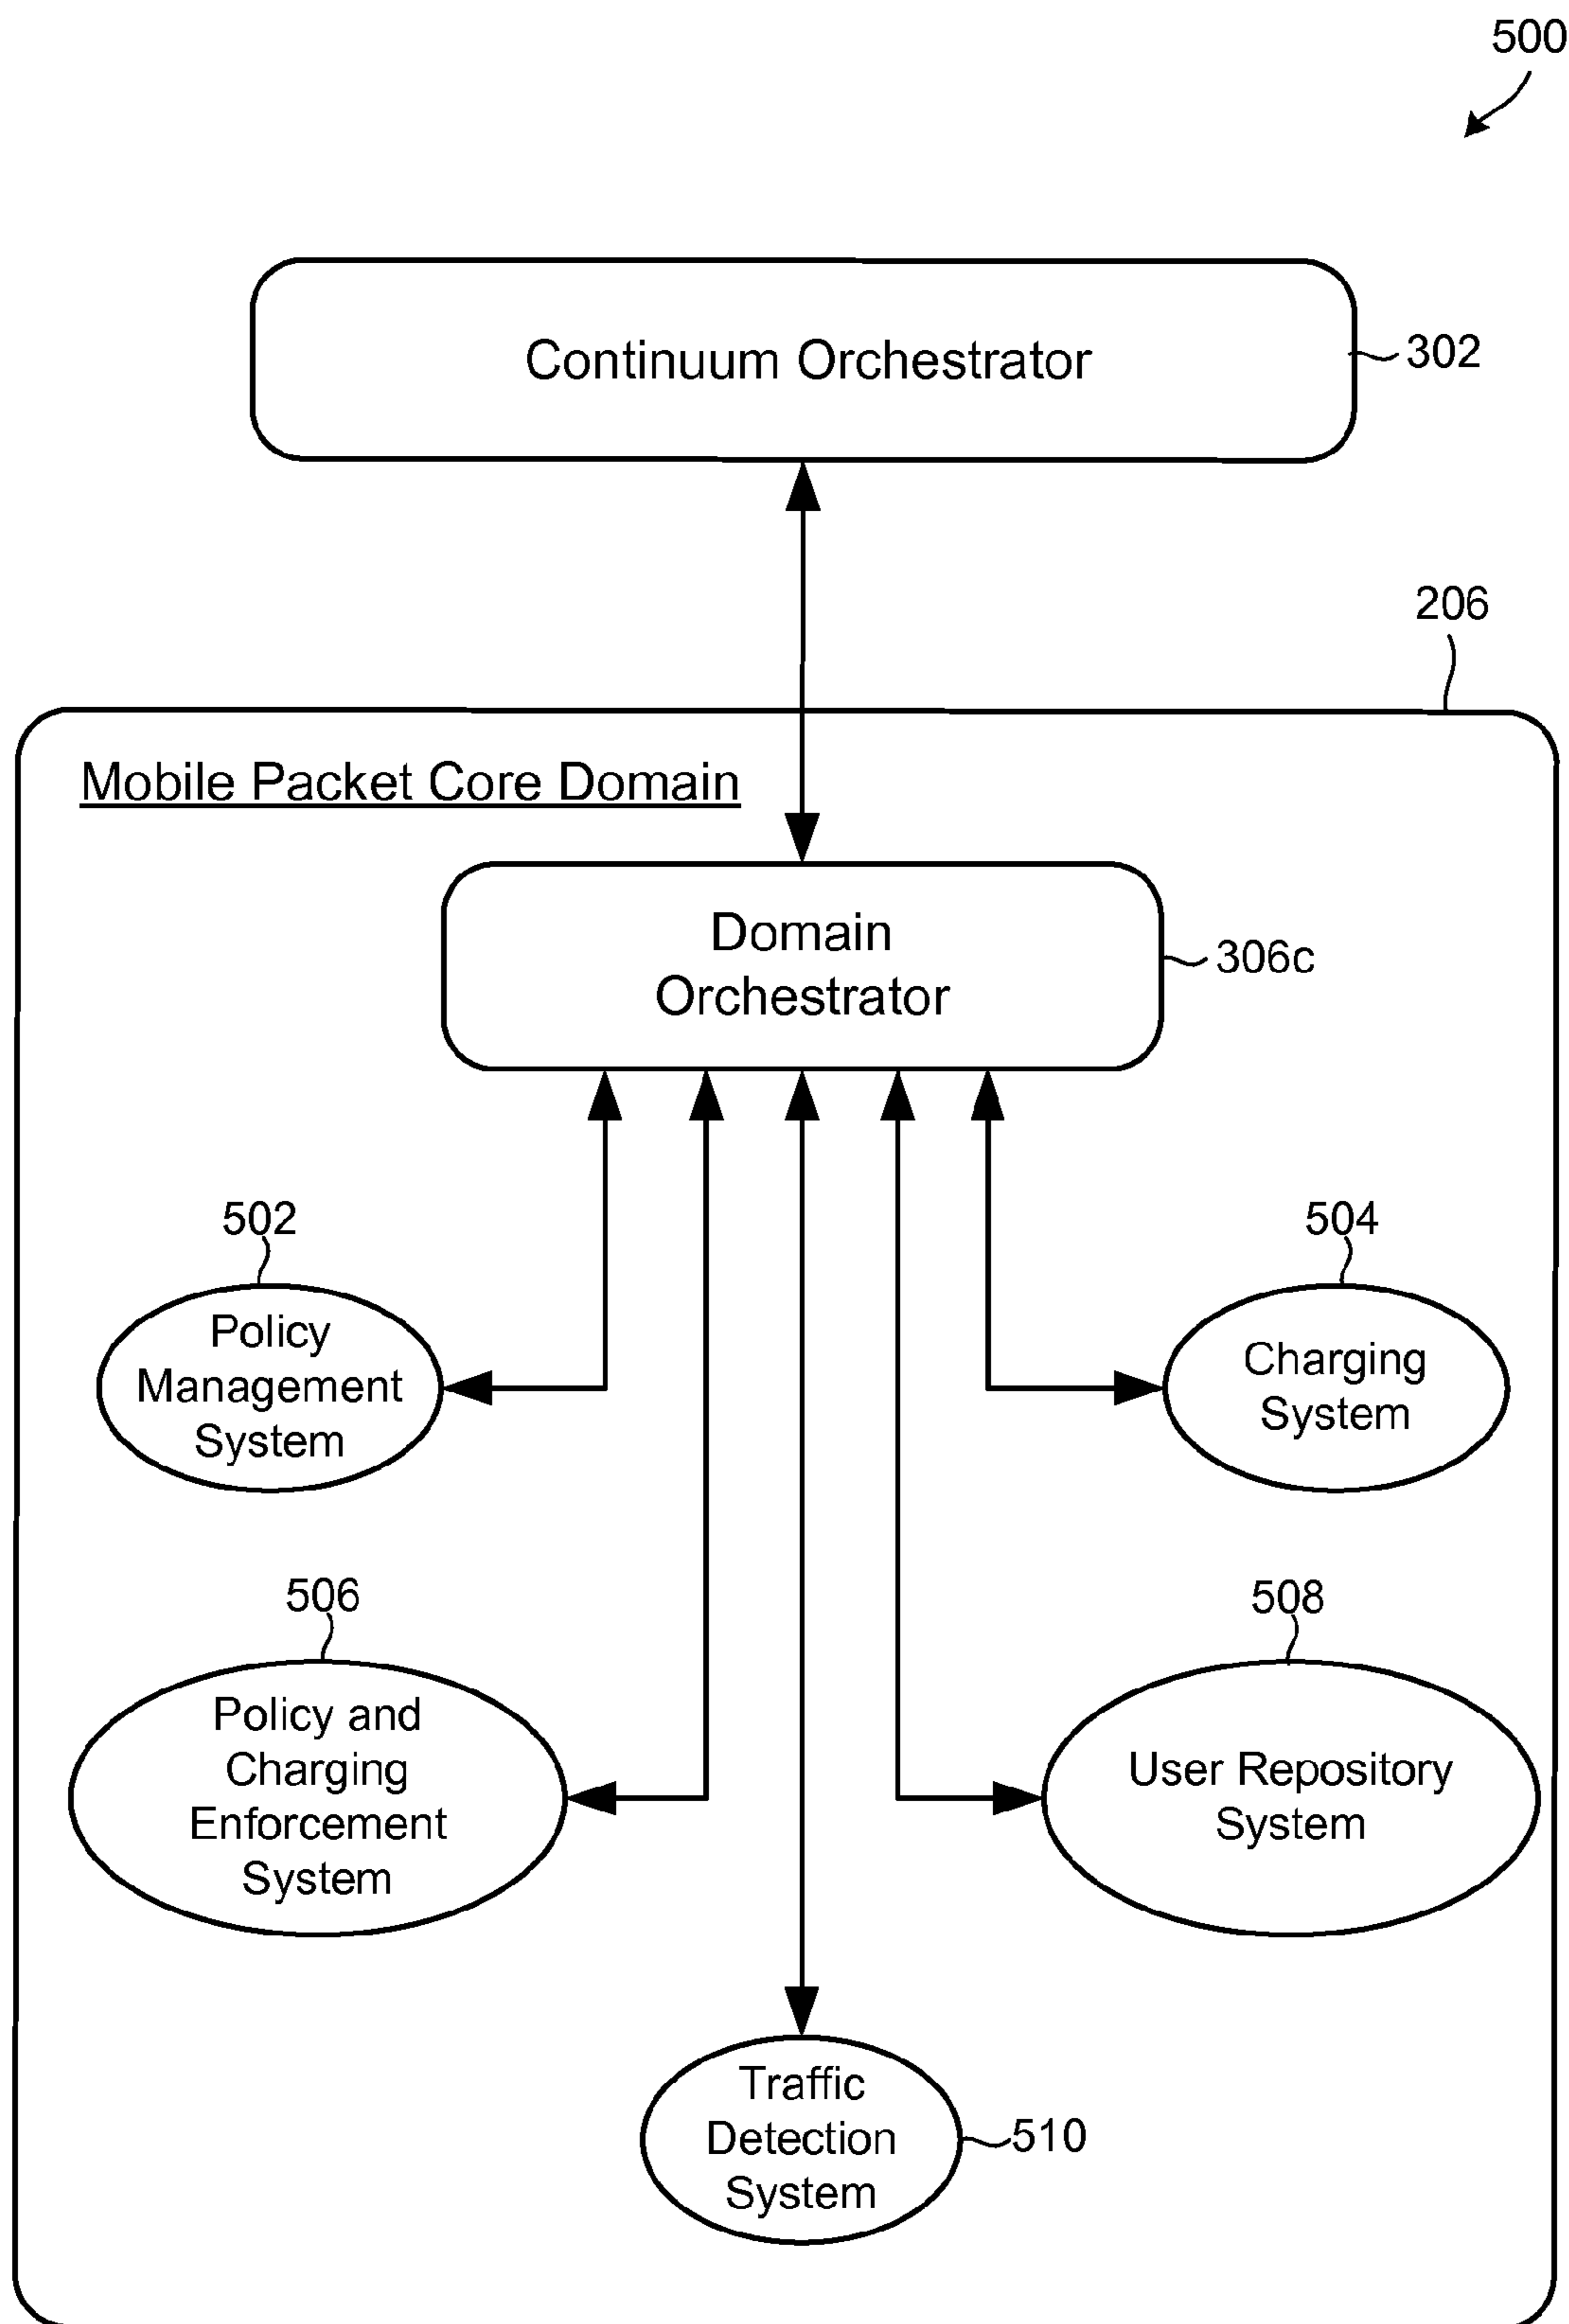 500
Continuum Orchestrator
302
206
Mobile Packet Core Domain
Domain
Orchestrator
306c
502
504
Policy
Management
System
Charging
System
506
508
Policy and
Charging
Enforcement
System
User Repository
System
Traffic
Detection
System
510